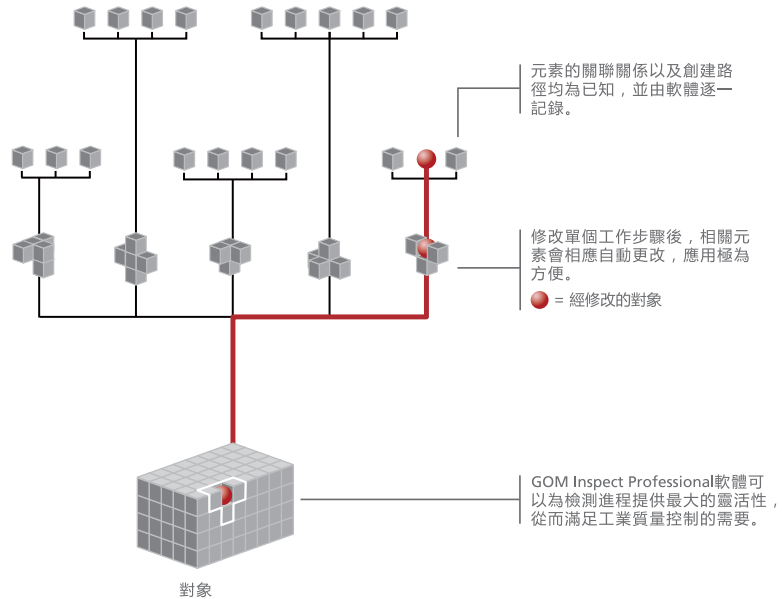 元素的關聯關係以及創建路
徑均為已知，並由軟體逐一
記錄。
修改單個工作步驟後，相關元
素會相應自動更改，應用極為
方便。
= 經修改的對象
GOM Inspect Professional軟體可
以為檢測進程提供最大的靈活性，
從而滿足工業質量控制的需要。
對象